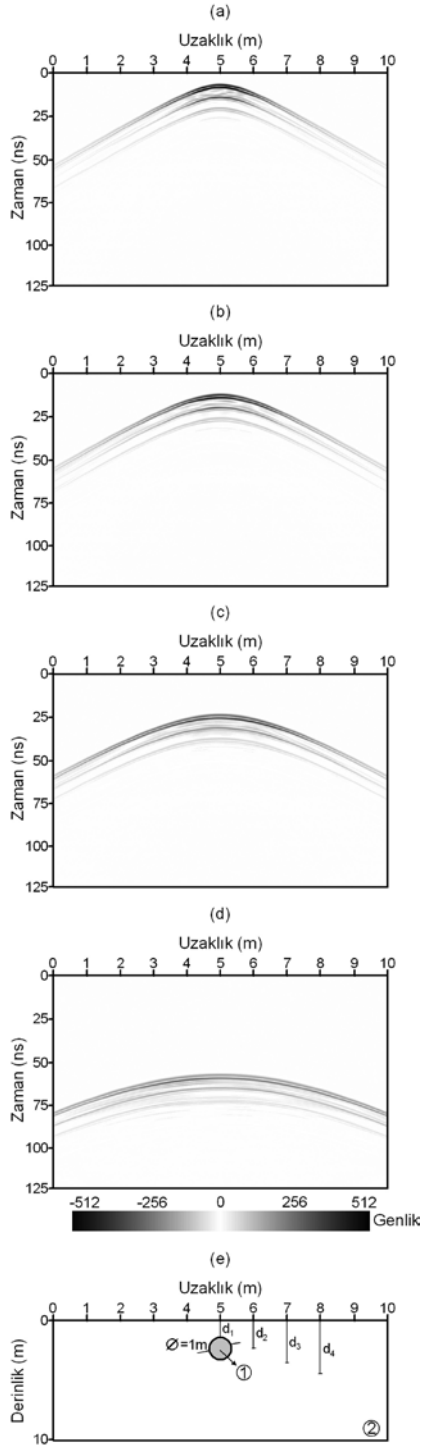 (a)
Uzaklık (m)
0 1 2 3 4 5 6 7 8 9 10
Zaman (ns)
0
25
50
75
100
125
(b)
Uzaklık (m)
0 1 2 3 4 5 6 7 8 9 10
Zaman (ns)
0
25
50
75
100
125
(c)
Uzaklık (m)
0 1 2 3 4 5 6 7 8 9 10
Zaman (ns)
0
25
50
75
100
125
(d)
Uzaklık (m)
0 1 2 3 4 5 6 7 8 9 10
Zaman (ns)
0
25
50
75
100
125
-512 -256 0 256 512
Genlik
(e)
Uzaklık (m)
0 1 2 3 4 5 6 7 8 9 10
Derinlik (m)
0
10
Ø=1m
d₁
d₂
d₃
d₄
①
②